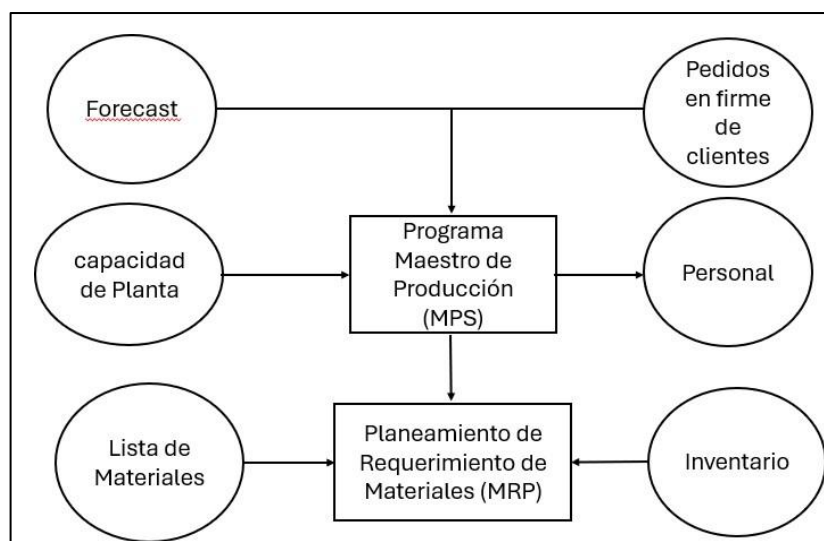 Forecast
Pedidos
en firme
de
clientes
capacidad
de Planta
Programa
Maestro de
Producción
(MPS)
Personal
Lista de
Materiales
Planeamiento de
Requerimiento de
Materiales (MRP)
Inventario